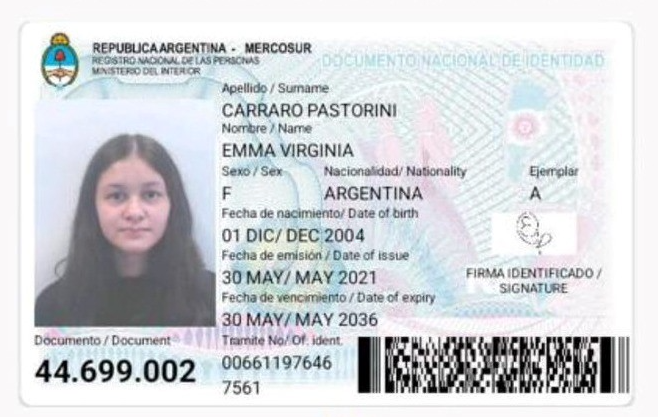 REPUBLICA ARGENTINA - MERCOSUR
REGISTRO NACIONAL DE LAS PERSONAS
MINISTERIO DEL INTERIOR
DOCUMENTO NACIONAL DE IDENTIDAD
Apellido / Surname
CARRARO PASTORINI
Nombre / Name
EMMA VIRGINIA
Sexo / Sex Nacionalidad/ Nationality Ejemplar
F ARGENTINA A
Fecha de nacimiento/ Date of birth
01 DIC/ DEC 2004
Fecha de emisión / Date of issue
30 MAY/ MAY 2021
FIRMA IDENTIFICADO /
SIGNATURE
Fecha de vencimiento / Date of expiry
30 MAY/ MAY 2036
Documento / Document
44.699.002
Tramite No/ Of. ident.
00661197646
7561